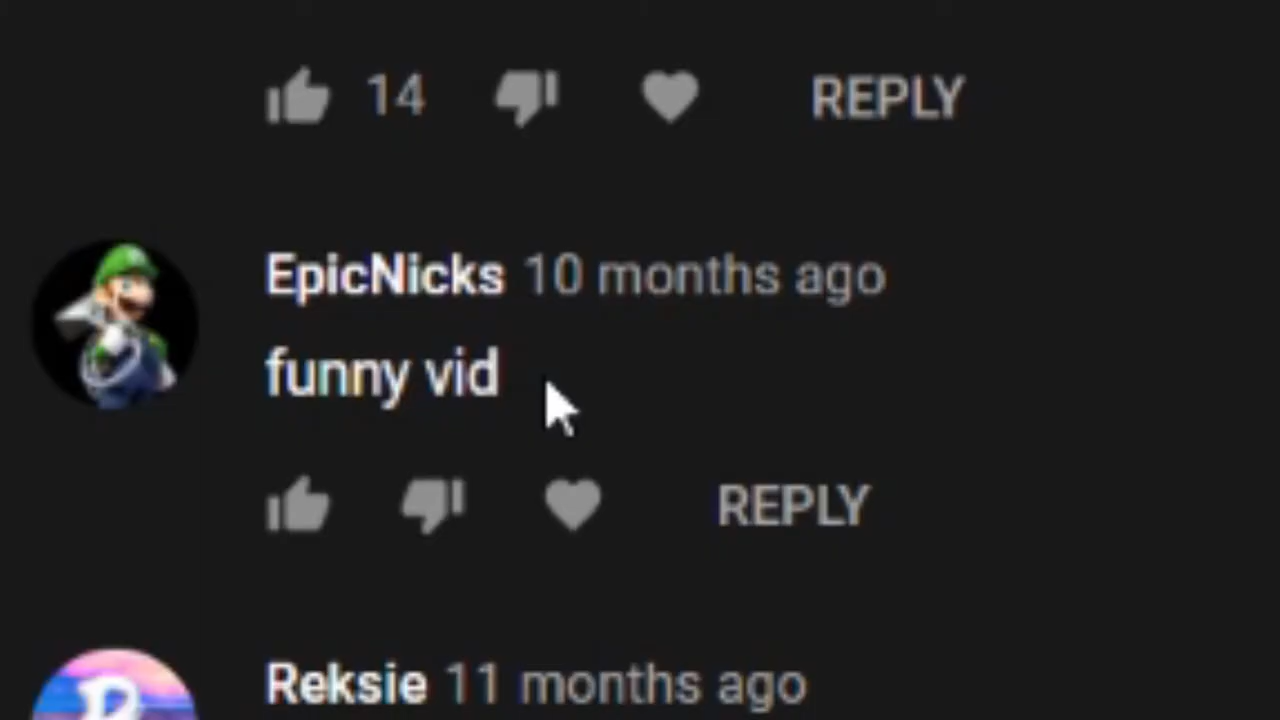 14 REPLY
EpicNicks 10 months ago
funny vid
REPLY
Reksie 11 months ago
R